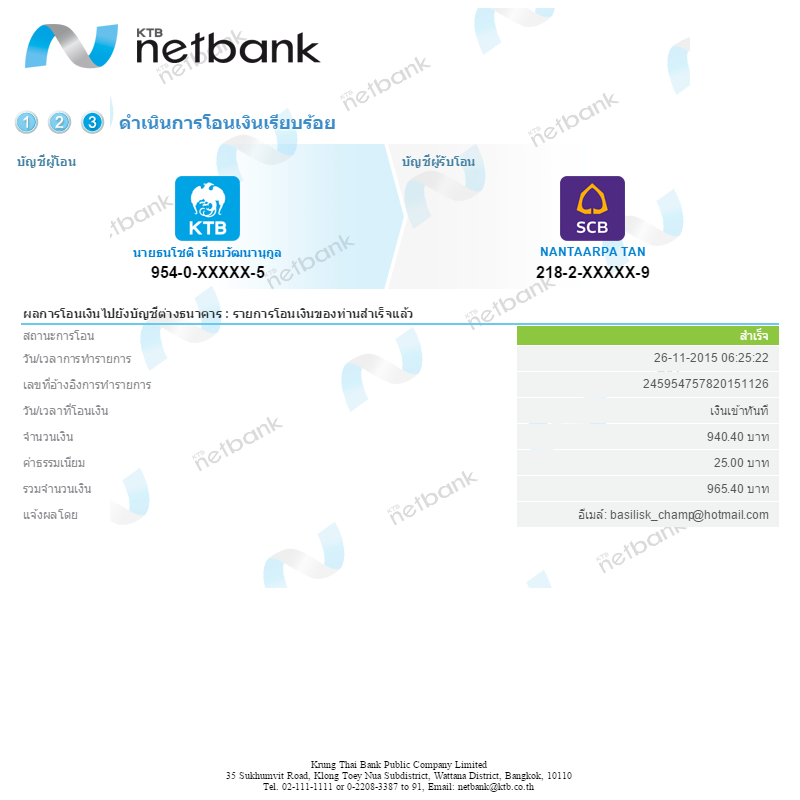 KTB
netbank
1 2 3 ดำเนินการโอนเงินเรียบร้อย
บัญชีผู้โอน
บัญชีผู้รับโอน
KTB
SCB
นายธนโชติ เจียมวัฒนานุกูล
NANTAARPA TAN
954-0-XXXXX-5
218-2-XXXXX-9
ผลการโอนเงินไปยังบัญชีต่างธนาคาร : รายการโอนเงินของท่านสำเร็จแล้ว
สถานะการโอน สำเร็จ
วัน/เวลาการทำรายการ 26-11-2015 06:25:22
เลขที่อ้างอิงการทำรายการ 245954757820151126
วัน/เวลาที่โอนเงิน เงินเข้าทันที
จำนวนเงิน 940.40 บาท
ค่าธรรมเนียม 25.00 บาท
รวมจำนวนเงิน 965.40 บาท
แจ้งผลโดย อีเมล์: basilisk_champ@hotmail.com
Krung Thai Bank Public Company Limited
35 Sukhumvit Road, Klong Toey Nua Subdistrict, Wattana District, Bangkok, 10110
Tel. 02-111-1111 or 0-2208-3387 to 91, Email: netbank@ktb.co.th